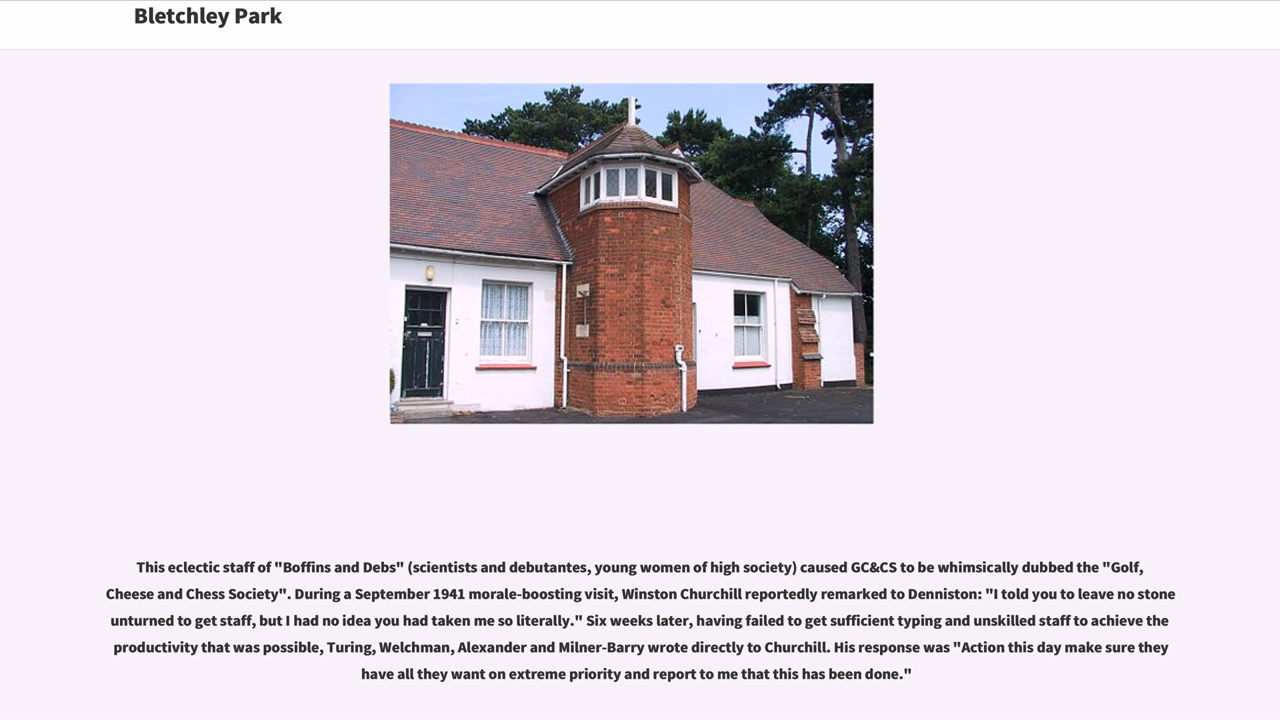 Bletchley Park
This eclectic staff of "Boffins and Debs" (scientists and debutantes, young women of high society) caused GC&CS to be whimsically dubbed the "Golf,
Cheese and Chess Society". During a September 1941 morale-boosting visit, Winston Churchill reportedly remarked to Denniston: "I told you to leave no stone
unturned to get staff, but I had no idea you had taken me so literally." Six weeks later, having failed to get sufficient typing and unskilled staff to achieve the
productivity that was possible, Turing, Welchman, Alexander and Milner-Barry wrote directly to Churchill. His response was "Action this day make sure they
have all they want on extreme priority and report to me that this has been done."